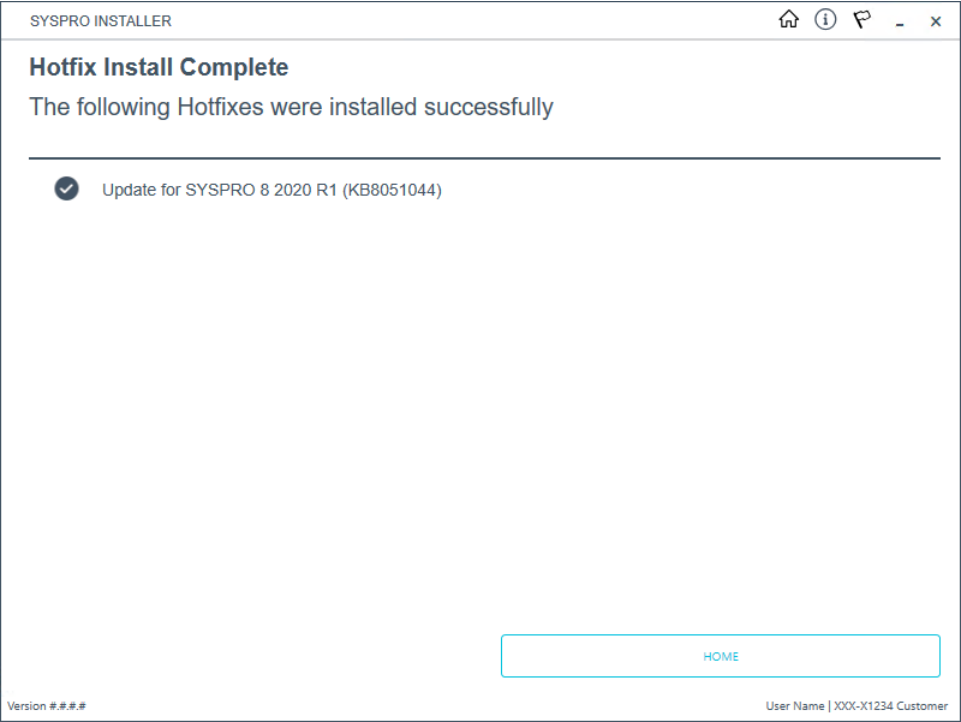 SYSPRO INSTALLER
Hotfix Install Complete
The following Hotfixes were installed successfully
Update for SYSPRO 8 2020 R1 (KB8051044)
HOME
Version #.#.#.#
User Name | XXX-X1234 Customer